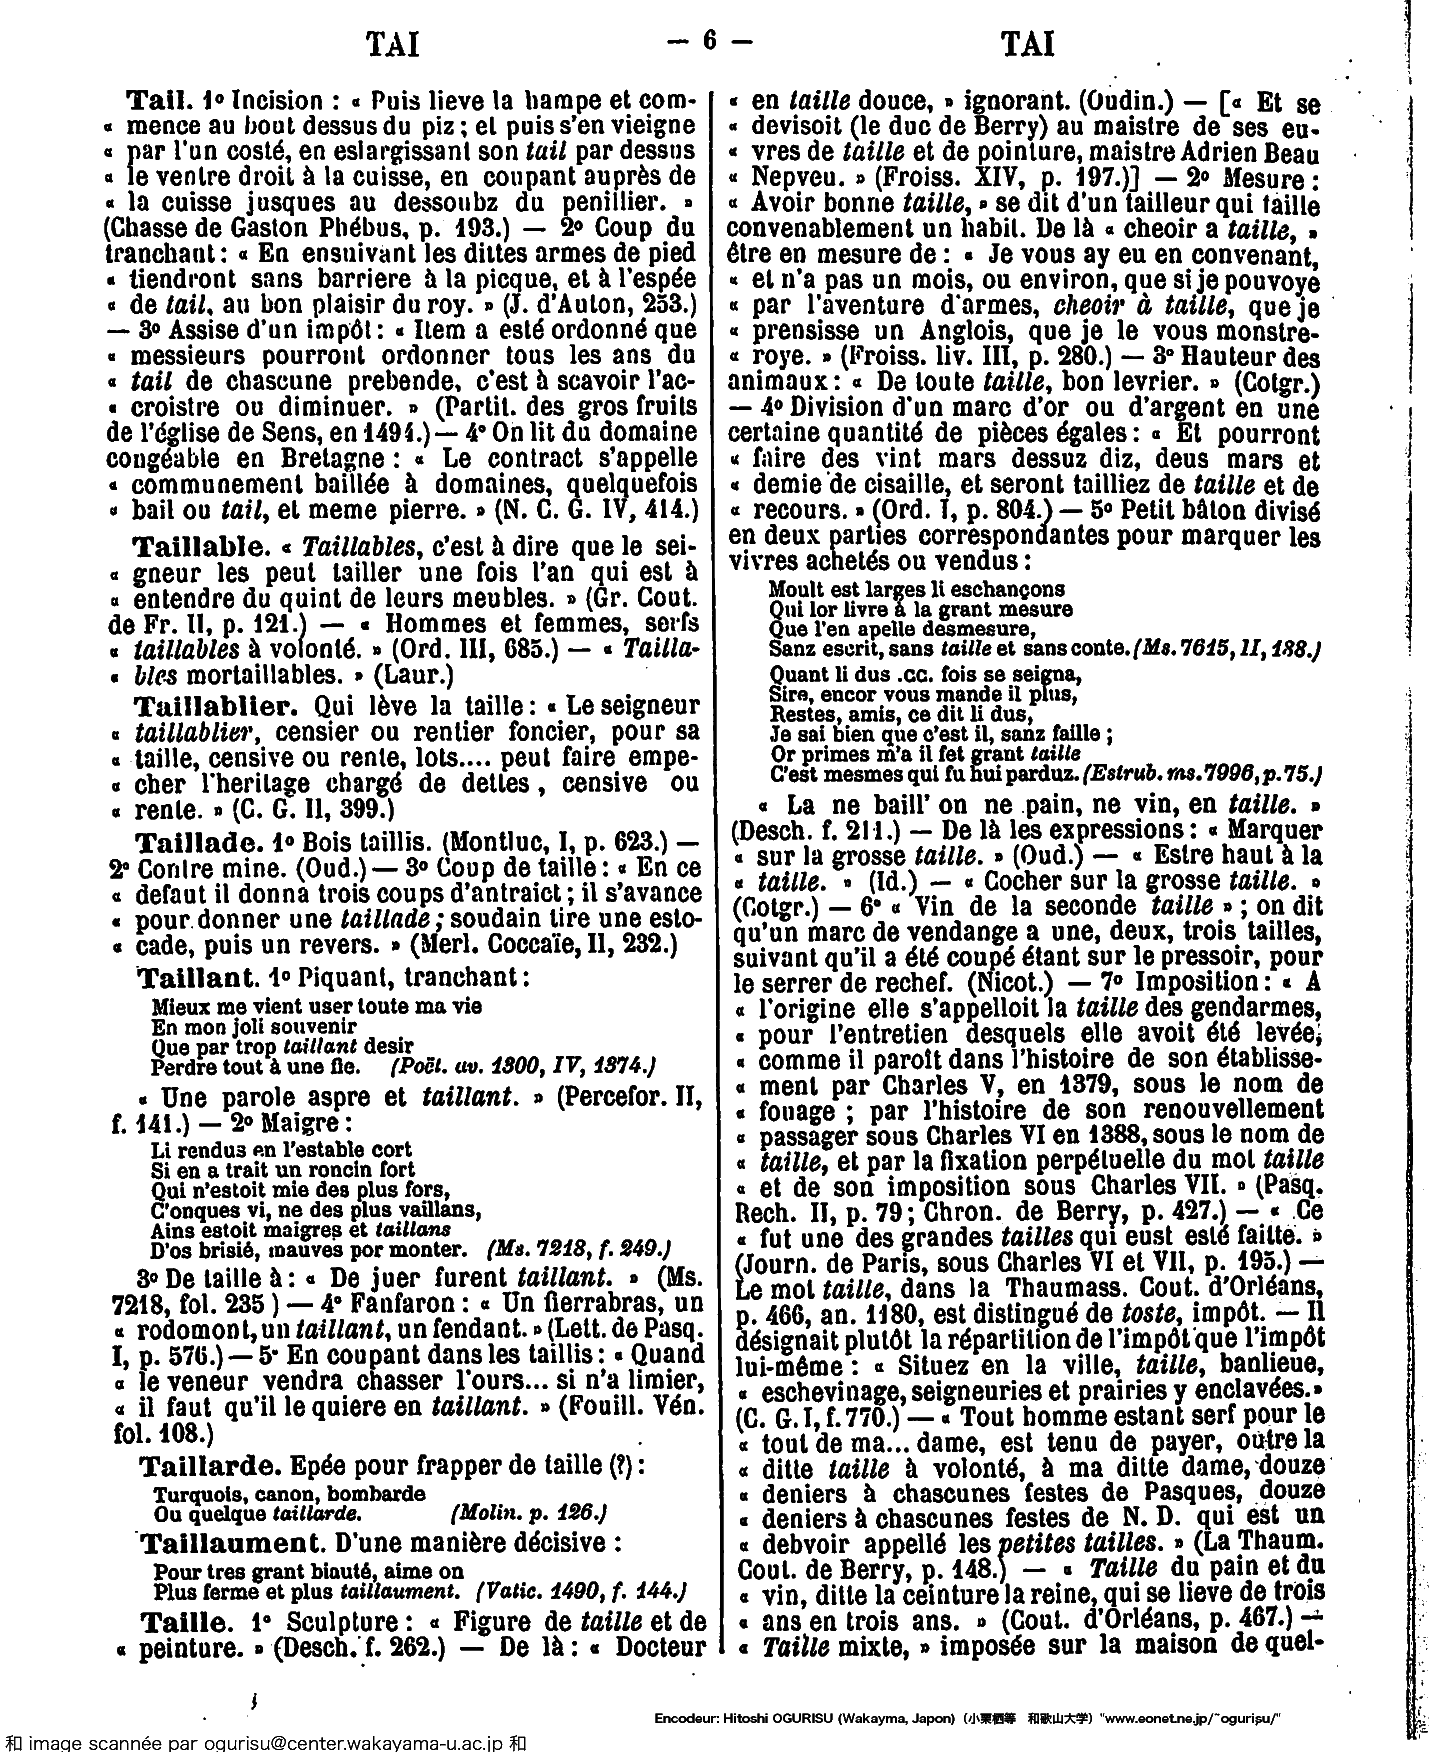 TAI — 6 — TAI
Tail. 1º Incision : « Puis lieve la hampe et com-
« mence au bout dessus du piz ; et puis s'en vieigne
« par l'un costé, en eslargissant son tail par dessus
« le ventre droit à la cuisse, en coupant auprès de
« la cuisse jusques au dessoubz du penillier. »
(Chasse de Gaston Phébus, p. 193.) — 2º Coup du
tranchant : « En ensuivant les dittes armes de pied
« tiendront sans barriere à la picque, et à l'espée
« de tail, au bon plaisir du roy. » (J. d'Auton, 253.)
— 3º Assise d'un impôt : « Item a esté ordonné que
« messieurs pourront ordonner tous les ans du
« tail de chascune prebende, c'est à scavoir l'ac-
« croistre ou diminuer. » (Partit. des gros fruits
de l'église de Sens, en 1491.) — 4º On lit du domaine
congéable en Bretagne : « Le contract s'appelle
« communement baillée à domaines, quelquefois
« bail ou tail, et meme pierre. » (N. C. G. IV, 414.)
Taillable. « Taillables, c'est à dire que le sei-
« gneur les peut tailler une fois l'an qui est à
« entendre du quint de leurs meubles. » (Gr. Cout.
de Fr. II, p. 121.) — « Hommes et femmes, serfs
« taillables à volonté. » (Ord. III, 685.) — « Tailla-
« bles mortaillables. » (Laur.)
Taillablier. Qui lève la taille : « Le seigneur
« taillablier, censier ou rentier foncier, pour sa
« taille, censive ou rente, lots.... peut faire empe-
« cher l'heritage chargé de dettes, censive ou
« rente. » (C. G. II, 399.)
Taillade. 1º Bois taillis. (Montluc, I, p. 623.) —
2º Contre mine. (Oud.) — 3º Coup de taille : « En ce
« defaut il donna trois coups d'antraict ; il s'avance
« pour donner une taillade ; soudain tire une esto-
« cade, puis un revers. » (Merl. Coccaïe, II, 232.)
Taillant. 1º Piquant, tranchant :
Mieux me vient user toute ma vie
En mon joli souvenir
Que par trop taillant desir
Perdre tout à une fie. (Poët. av. 1300, IV, 1374.)
« Une parole aspre et taillant. » (Percefor. II,
f. 141.) — 2º Maigre :
Li rendus en l'estable cort
Si en a trait un roncin fort
Qui n'estoit mie des plus fors,
C'onques vi, ne des plus vaillans,
Ains estoit maigres et taillans
D'os brisié, mauves por monter. (Ms. 7218, f. 249.)
3º De taille à : « De juer furent taillant. » (Ms.
7218, fol. 235 ) — 4º Fanfaron : « Un fierrabras, un
« rodomont, un taillant, un fendant. » (Lett. de Pasq.
I, p. 576.) — 5º En coupant dans les taillis : « Quand
« le veneur vendra chasser l'ours... si n'a limier,
« il faut qu'il le quiere en taillant. » (Fouill. Vén.
fol. 108.)
Taillarde. Epée pour frapper de taille (?) :
Turquois, canon, bombarde
Ou quelque taillarde. (Molin. p. 126.)
Taillaument. D'une manière décisive :
Pour tres grant biauté, aime on
Plus ferme et plus taillaument. (Vatic. 1490, f. 144.)
Taille. 1º Sculpture : « Figure de taille et de
« peinture. » (Desch. f. 262.) — De là : « Docteur
« en taille douce, » ignorant. (Oudin.) — [« Et se
« devisoit (le duc de Berry) au maistre de ses eu-
« vres de taille et de pointure, maistre Adrien Beau
« Nepveu. » (Froiss. XIV, p. 197.)] — 2º Mesure :
« Avoir bonne taille, » se dit d'un tailleur qui taille
convenablement un habit. De là « cheoir a taille, »
être en mesure de : « Je vous ay eu en convenant,
« et n'a pas un mois, ou environ, que si je pouvoye
« par l'aventure d'armes, cheoir à taille, que je
« prensisse un Anglois, que je le vous monstre-
« roye. » (Froiss. liv. III, p. 280.) — 3º Hauteur des
animaux : « De toute taille, bon levrier. » (Cotgr.)
— 4º Division d'un marc d'or ou d'argent en une
certaine quantité de pièces égales : « Et pourront
« faire des vint mars dessuz diz, deus mars et
« demie de cisaille, et seront tailliez de taille et de
« recours. » (Ord. I, p. 804.) — 5º Petit bâton divisé
en deux parties correspondantes pour marquer les
vivres achetés ou vendus :
Moult est larges li eschançons
Qui lor livre à la grant mesure
Que l'en apelle desmesure,
Sanz escrit, sans taille et sans conte. (Ms. 7615, II, 188.)
Quant li dus .cc. fois se seigna,
Sire, encor vous mande il plus,
Restes, amis, ce dit li dus,
Je sai bien que c'est il, sanz faille ;
Or primes m'a il fet grant taille
C'est mesmes qui fu hui parduz. (Estrub. ms. 7996, p. 75.)
« La ne baill' on ne pain, ne vin, en taille. »
(Desch. f. 211.) — De là les expressions : « Marquer
« sur la grosse taille. » (Oud.) — « Estre haut à la
« taille. » (Id.) — « Cocher sur la grosse taille. »
(Cotgr.) — 6º « Vin de la seconde taille » ; on dit
qu'un marc de vendange a une, deux, trois tailles,
suivant qu'il a été coupé étant sur le pressoir, pour
le serrer de rechef. (Nicot.) — 7º Imposition : « A
« l'origine elle s'appelloit la taille des gendarmes,
« pour l'entretien desquels elle avoit été levée,
« comme il paroît dans l'histoire de son établisse-
« ment par Charles V, en 1379, sous le nom de
« fouage ; par l'histoire de son renouvellement
« passager sous Charles VI en 1388, sous le nom de
« taille, et par la fixation perpétuelle du mot taille
« et de son imposition sous Charles VII. » (Pasq.
Rech. II, p. 79 ; Chron. de Berry, p. 427.) — « Ce
« fut une des grandes tailles qui eust esté faitte. »
(Journ. de Paris, sous Charles VI et VII, p. 195.) —
Le mot taille, dans la Thaumass. Cout. d'Orléans,
p. 466, an. 1180, est distingué de toste, impôt. — Il
désignait plutôt la répartition de l'impôt que l'impôt
lui-même : « Situez en la ville, taille, banlieue,
« eschevinage, seigneuries et prairies y enclavées. »
(C. G. I, f. 770.) — « Tout homme estant serf pour le
« tout de ma... dame, est tenu de payer, outre la
« ditte taille à volonté, à ma ditte dame, douze
« deniers à chascunes festes de Pasques, douze
« deniers à chascunes festes de N. D. qui est un
« debvoir appellé les petites tailles. » (La Thaum.
Cout. de Berry, p. 148.) — « Taille du pain et du
« vin, ditte la ceinture la reine, qui se lieve de trois
« ans en trois ans. » (Cout. d'Orléans, p. 467.) —
« Taille mixte, » imposée sur la maison de quel-
Encodeur: Hitoshi OGURISU (Wakayma, Japon) (小栗栖等 和歌山大学) "www.eonet.ne.jp/~ogurisu/"
和 image scannée par ogurisu@center.wakayama-u.ac.jp 和